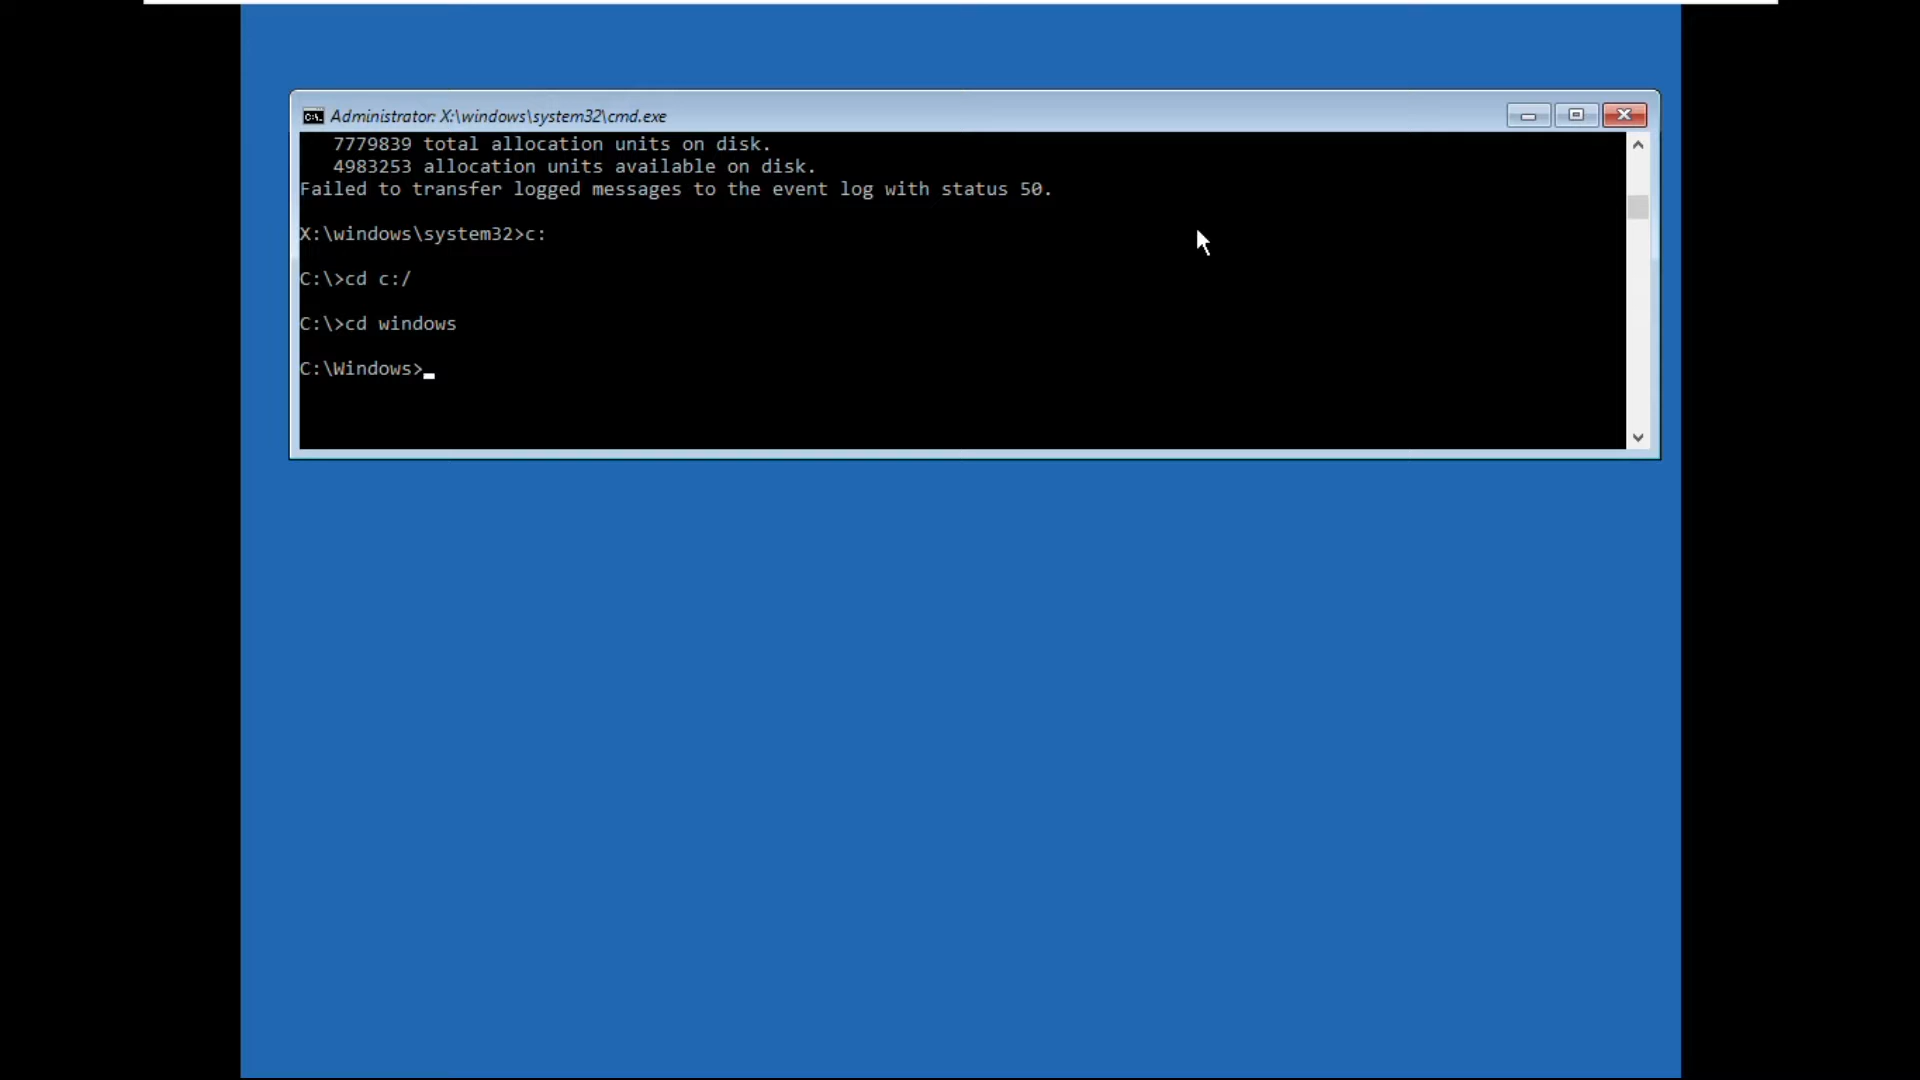 Administrator: X:\windows\system32\cmd.exe
7779839 total allocation units on disk.
4983253 allocation units available on disk.
Failed to transfer logged messages to the event log with status 50.
X:\windows\system32>c:
C:\>cd c:/
C:\>cd windows
C:\Windows>